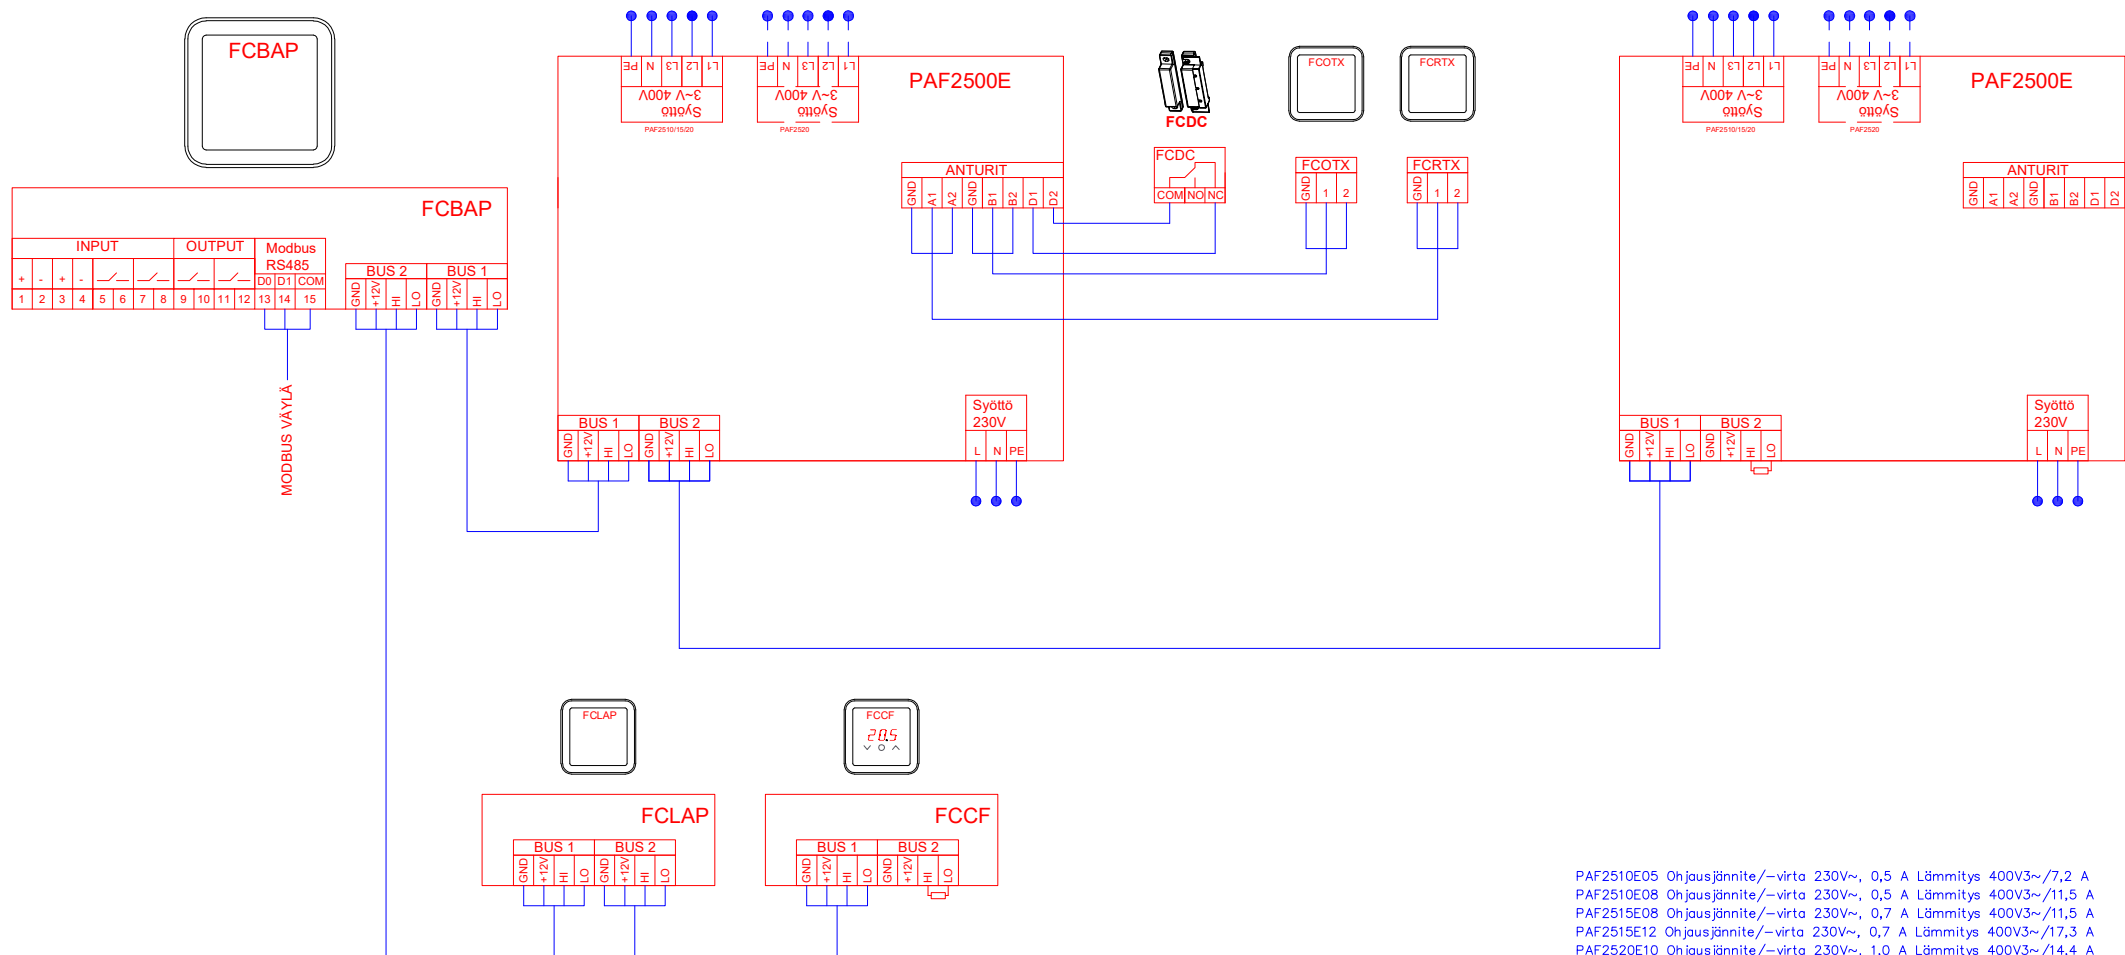 FCBAP
FCBAP
INPUT OUTPUT Modbus
RS485
+ - + - D0 D1 COM
1 2 3 4 5 6 7 8 9 10 11 12 13 14 15
BUS 2 BUS 1
GND +12V HI LO GND +12V HI LO
MODBUS VÄYLÄ
PE N L3 L2 L1
3~V 400V
Syöttö
PAF2510/15/20
PE N L3 L2 L1
3~V 400V
Syöttö
PAF2520
PAF2500E
ANTURIT
GND A1 A2 GND B1 B2 D1 D2
BUS 1 BUS 2
GND +12V HI LO GND +12V HI LO
Syöttö
230V
L N PE
FCDC
FCDC
COM NO NC
FCOTX
FCOTX
GND 1 2
FCRTX
FCRTX
GND 1 2
PE N L3 L2 L1
3~V 400V
Syöttö
PAF2510/15/20
PE N L3 L2 L1
3~V 400V
Syöttö
PAF2520
PAF2500E
ANTURIT
GND A1 A2 GND B1 B2 D1 D2
BUS 1 BUS 2
GND +12V HI LO GND +12V HI LO
Syöttö
230V
L N PE
FCLAP
FCLAP
BUS 1 BUS 2
GND +12V HI LO GND +12V HI LO
FCCF
20.5
FCCF
BUS 1 BUS 2
GND +12V HI LO GND +12V HI LO
PAF2510E05 Ohjausjännite/-virta 230V~, 0,5 A Lämmitys 400V3~/7,2 A
PAF2510E08 Ohjausjännite/-virta 230V~, 0,5 A Lämmitys 400V3~/11,5 A
PAF2515E08 Ohjausjännite/-virta 230V~, 0,7 A Lämmitys 400V3~/11,5 A
PAF2515E12 Ohjausjännite/-virta 230V~, 0,7 A Lämmitys 400V3~/17,3 A
PAF2520E10 Ohjausjännite/-virta 230V~, 1,0 A Lämmitys 400V3~/14,4 A